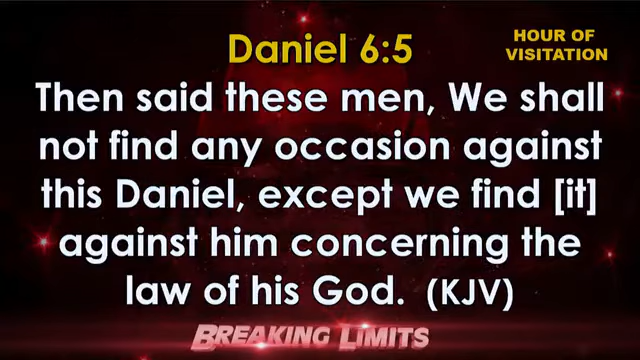 Daniel 6:5
HOUR OF
VISITATION
Then said these men, We shall
not find any occasion against
this Daniel, except we find [it]
against him concerning the
law of his God. (KJV)
BREAKING LIMITS